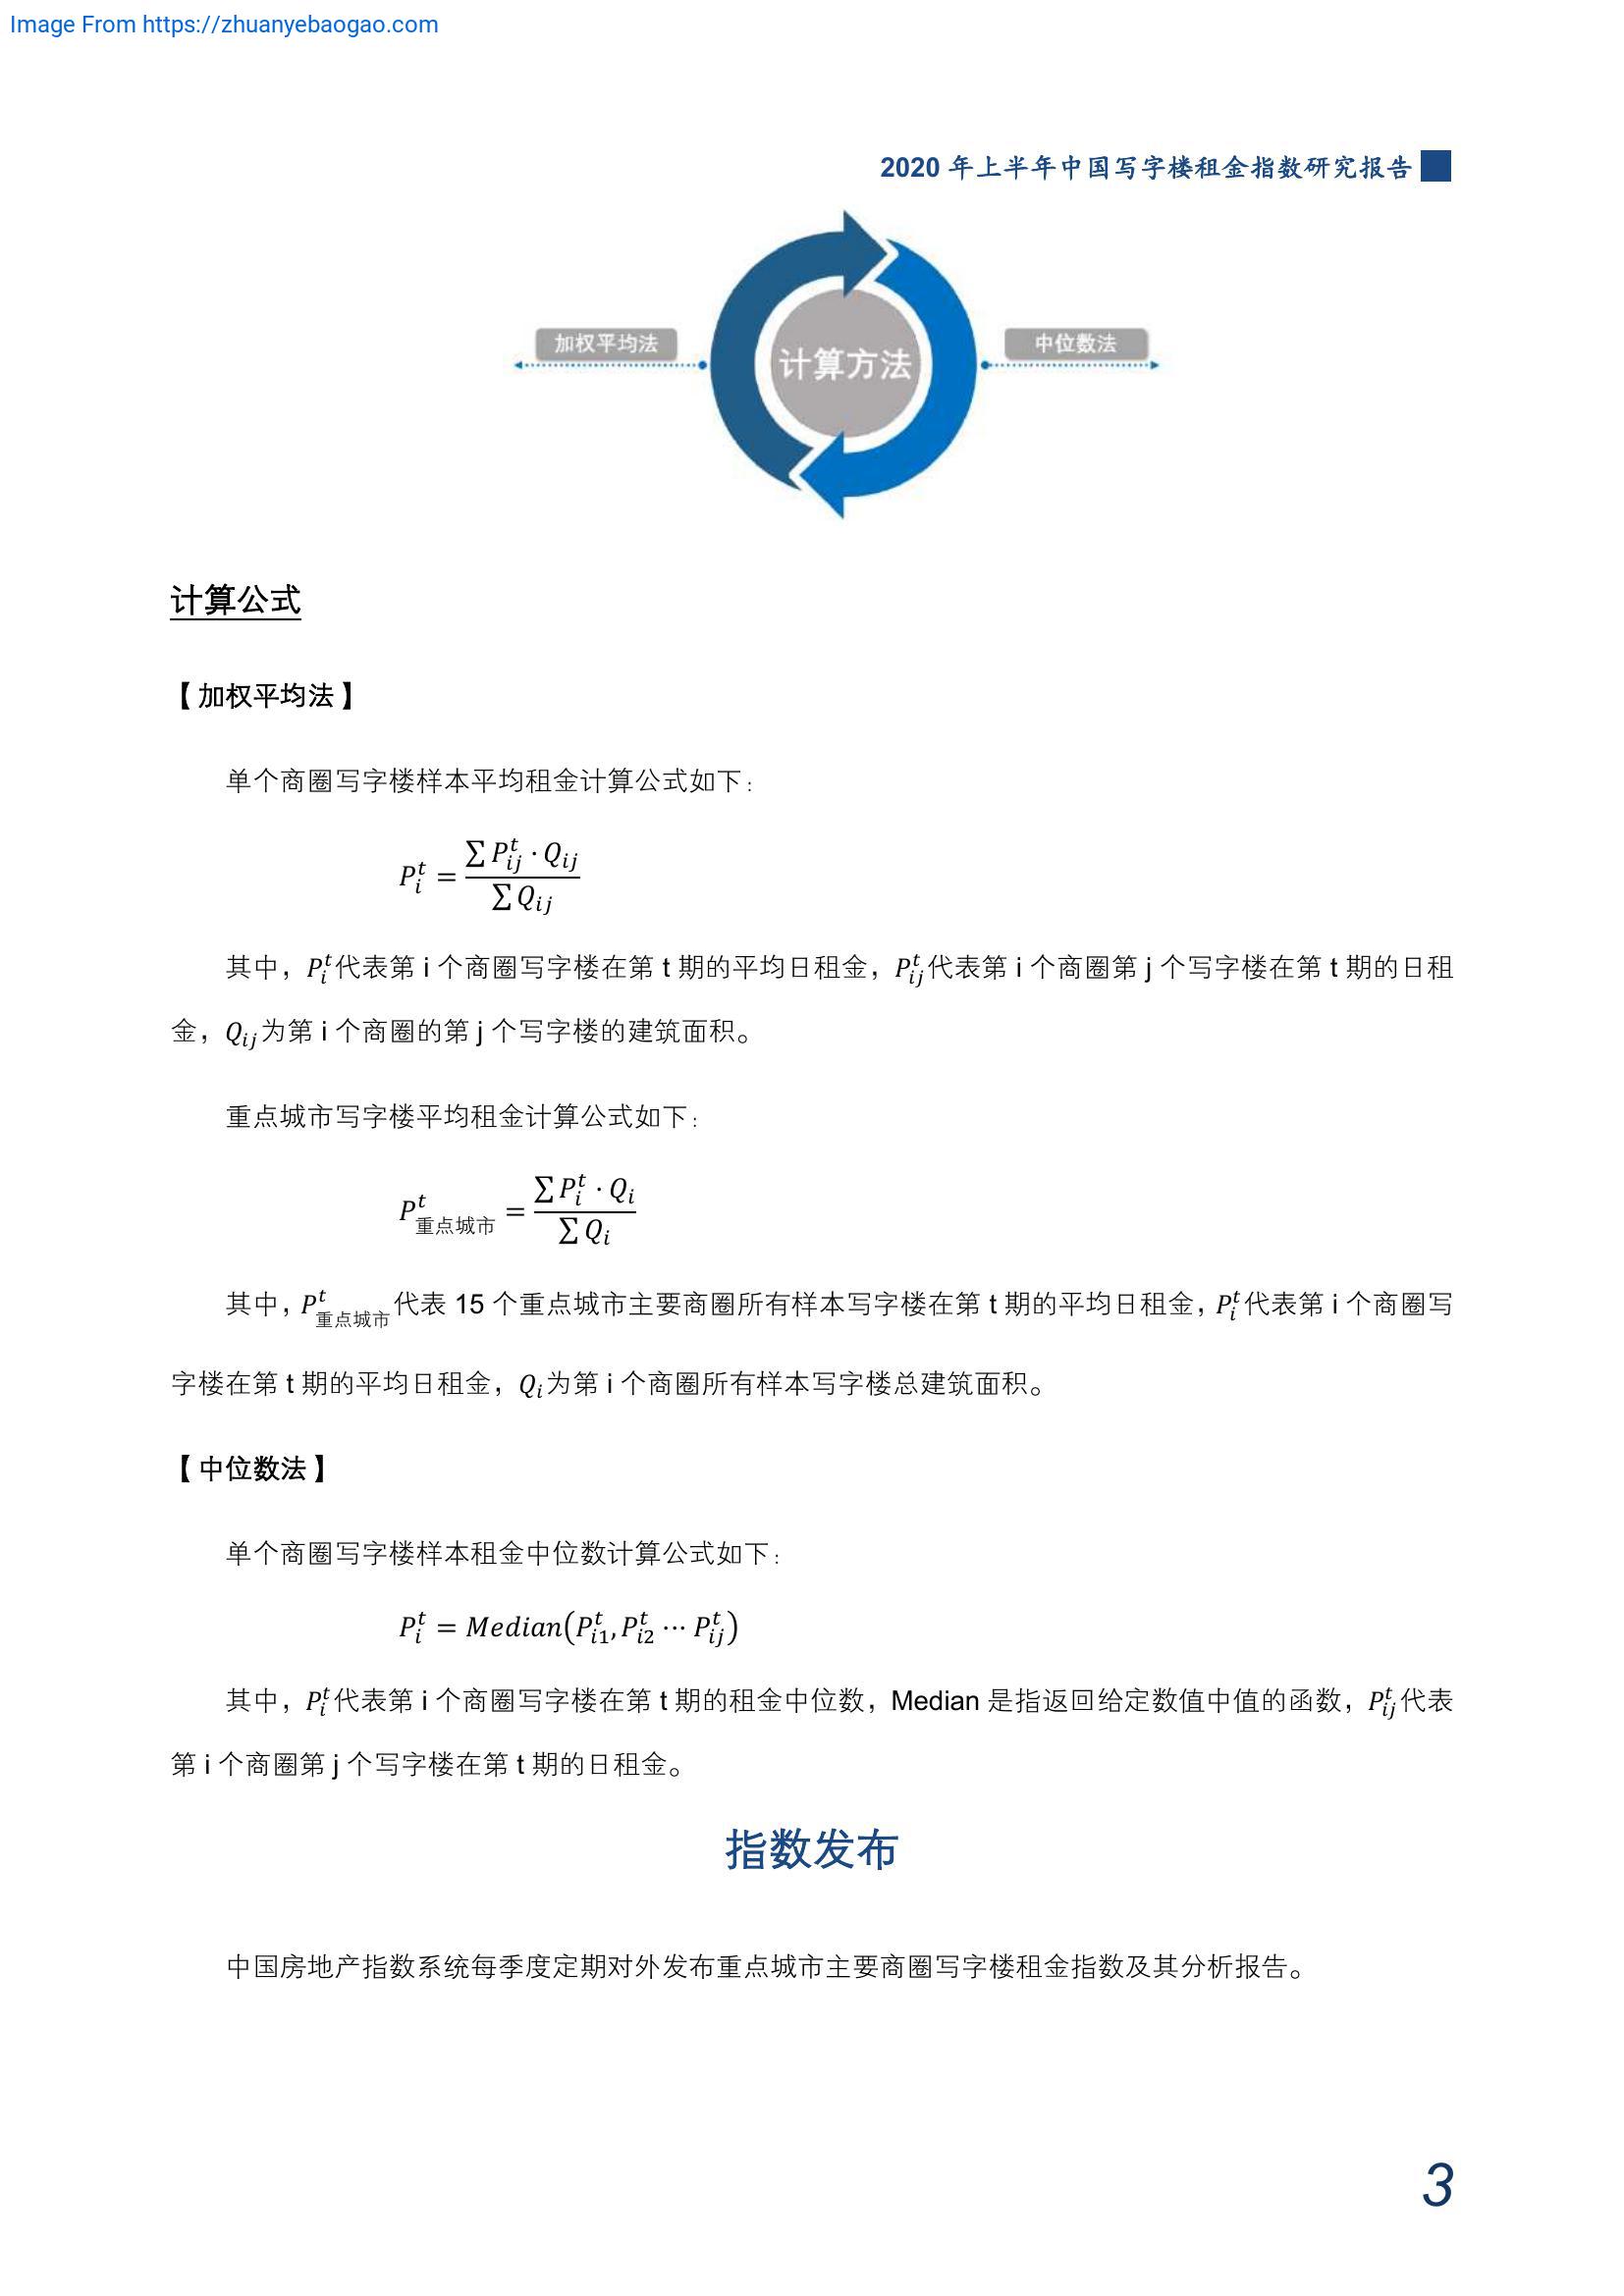 Image From https://zhuanyebaogao.com
2020 年上半年中国写字楼租金指数研究报告
加权平均法
计算方法
中位数法
计算公式
【加权平均法】
单个商圈写字楼样本平均租金计算公式如下：
P_i^t = ∑ P_{ij}^t · Q_{ij} / ∑ Q_{ij}
其中，P_i^t代表第 i 个商圈写字楼在第 t 期的平均日租金，P_{ij}^t代表第 i 个商圈第 j 个写字楼在第 t 期的日租
金，Q_{ij}为第 i 个商圈的第 j 个写字楼的建筑面积。
重点城市写字楼平均租金计算公式如下：
P_{重点城市}^t = ∑ P_i^t · Q_i / ∑ Q_i
其中，P_{重点城市}^t代表 15 个重点城市主要商圈所有样本写字楼在第 t 期的平均日租金，P_i^t代表第 i 个商圈写
字楼在第 t 期的平均日租金，Q_i为第 i 个商圈所有样本写字楼总建筑面积。
【中位数法】
单个商圈写字楼样本租金中位数计算公式如下：
P_i^t = Median(P_{i1}^t, P_{i2}^t ⋯ P_{ij}^t)
其中，P_i^t代表第 i 个商圈写字楼在第 t 期的租金中位数，Median 是指返回给定数值中值的函数，P_{ij}^t代表
第 i 个商圈第 j 个写字楼在第 t 期的日租金。
指数发布
中国房地产指数系统每季度定期对外发布重点城市主要商圈写字楼租金指数及其分析报告。
3